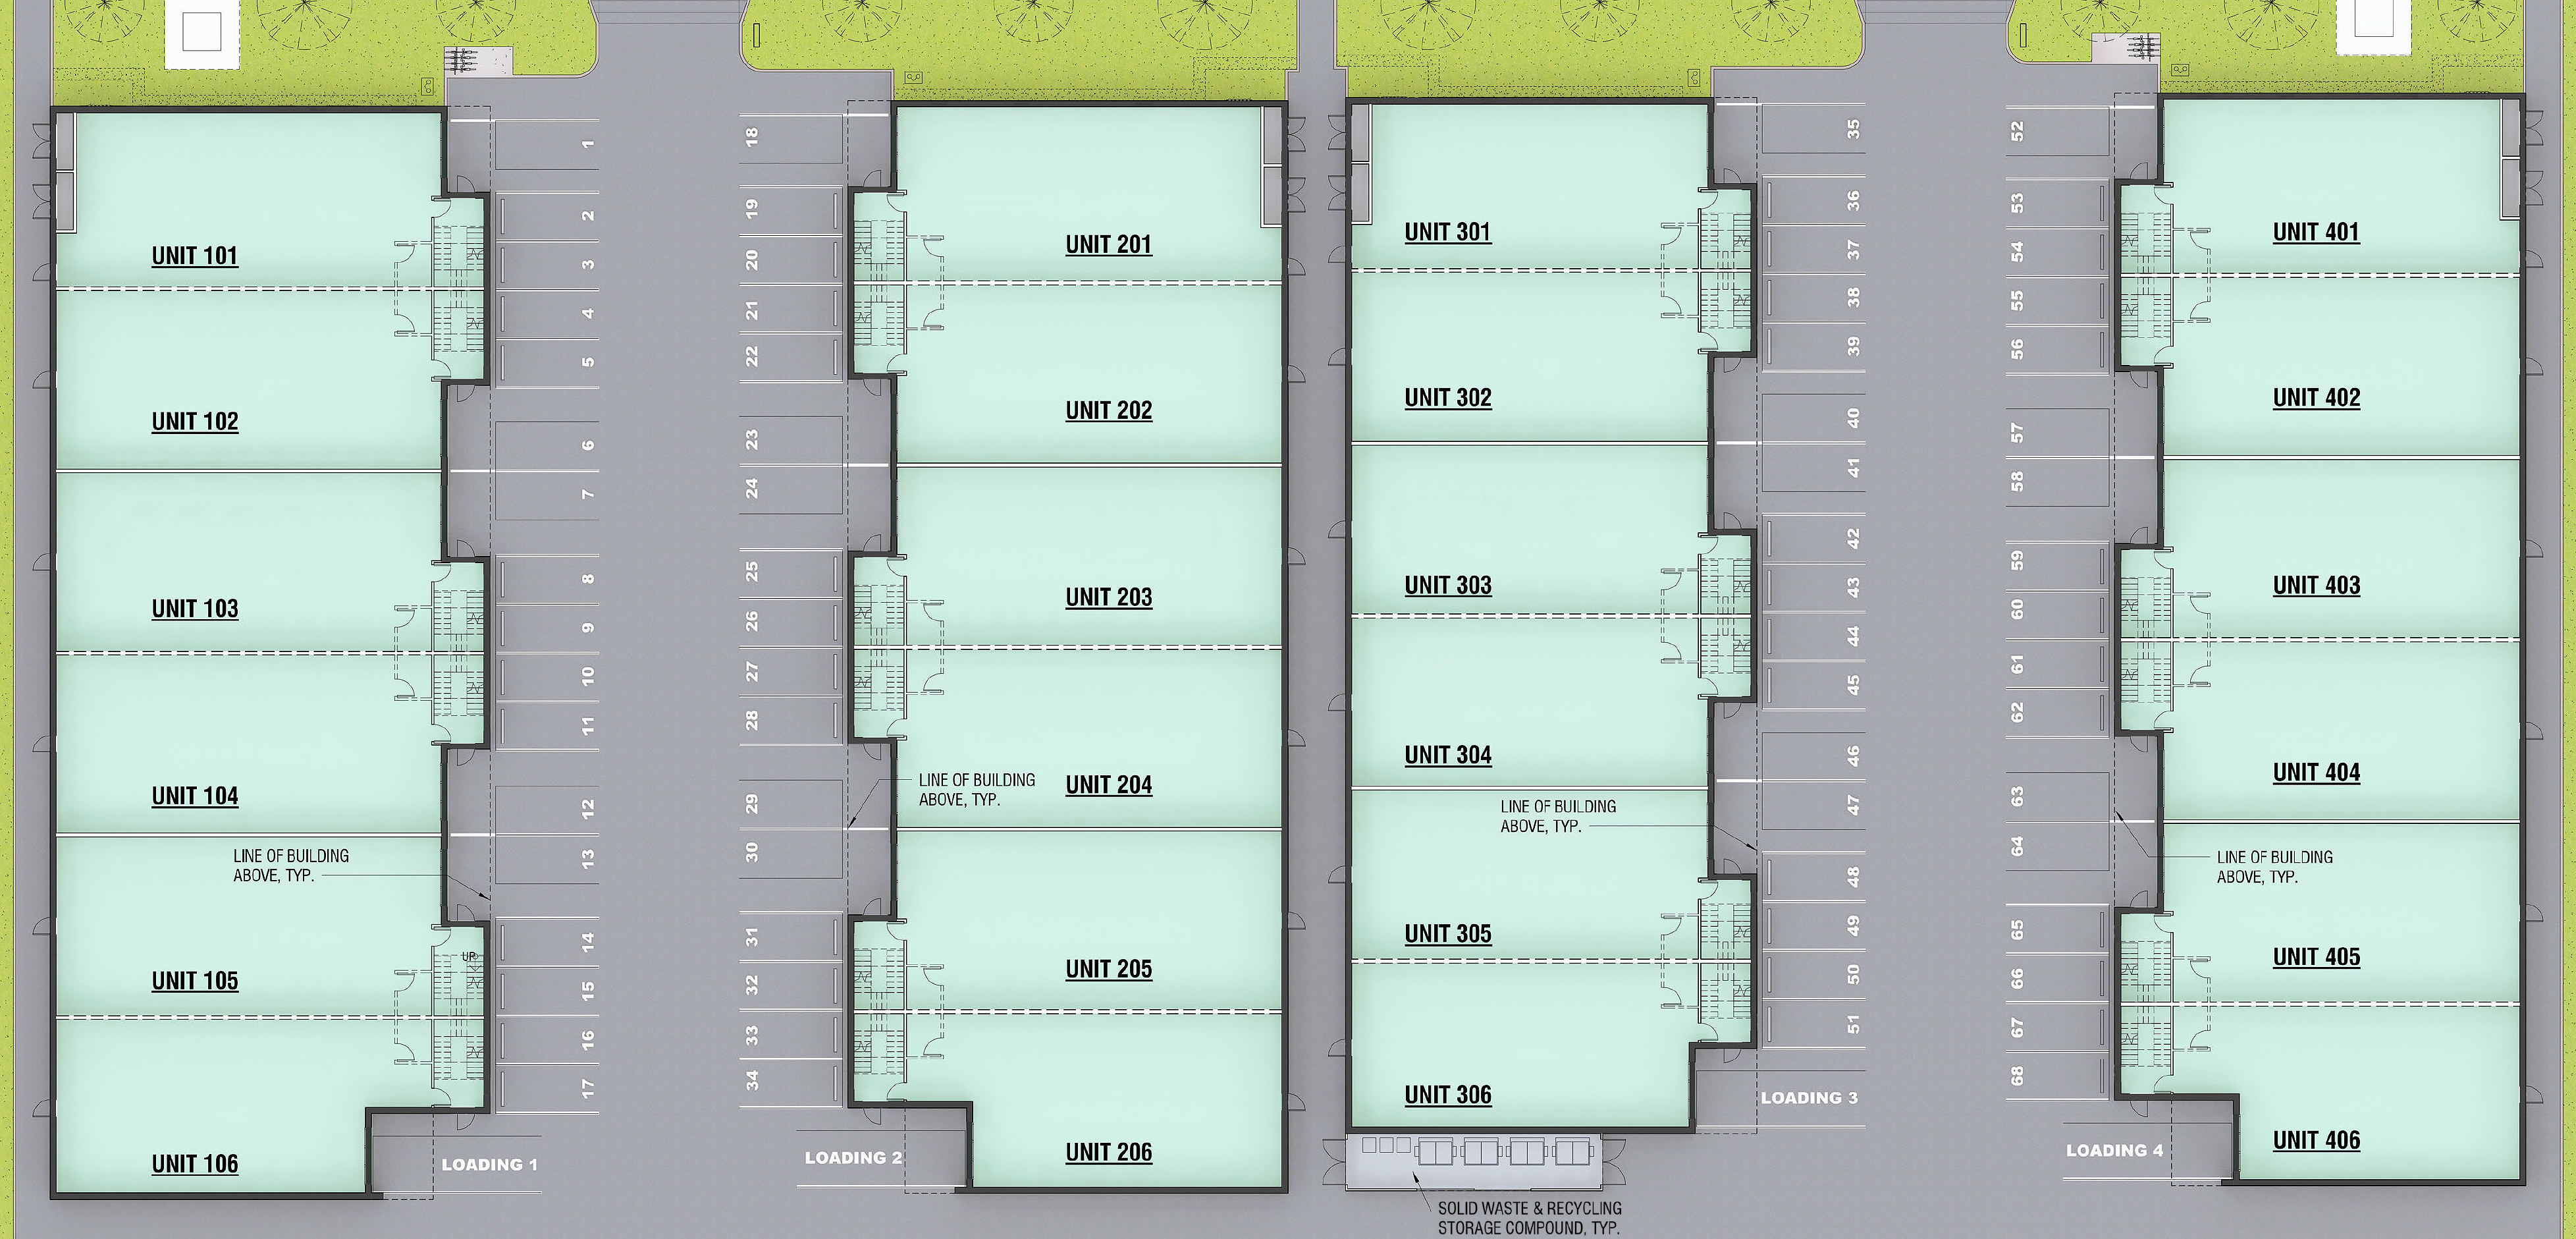 UNIT 101
UNIT 102
UNIT 103
UNIT 104
LINE OF BUILDING
ABOVE, TYP.
UNIT 105
UP
UNIT 106
1
2
3
4
5
6
7
8
9
10
11
12
13
14
15
16
17
LOADING 1
18
19
20
21
22
23
24
25
26
27
28
29
30
31
32
33
34
LOADING 2
UNIT 201
UNIT 202
UNIT 203
LINE OF BUILDING
ABOVE, TYP.
UNIT 204
UNIT 205
UNIT 206
UNIT 301
UNIT 302
UNIT 303
UNIT 304
LINE OF BUILDING
ABOVE, TYP.
UNIT 305
UNIT 306
SOLID WASTE & RECYCLING
STORAGE COMPOUND, TYP.
35
36
37
38
39
40
41
42
43
44
45
46
47
48
49
50
51
LOADING 3
52
53
54
55
56
57
58
59
60
61
62
63
64
65
66
67
68
LOADING 4
UNIT 401
UNIT 402
UNIT 403
UNIT 404
LINE OF BUILDING
ABOVE, TYP.
UNIT 405
UNIT 406